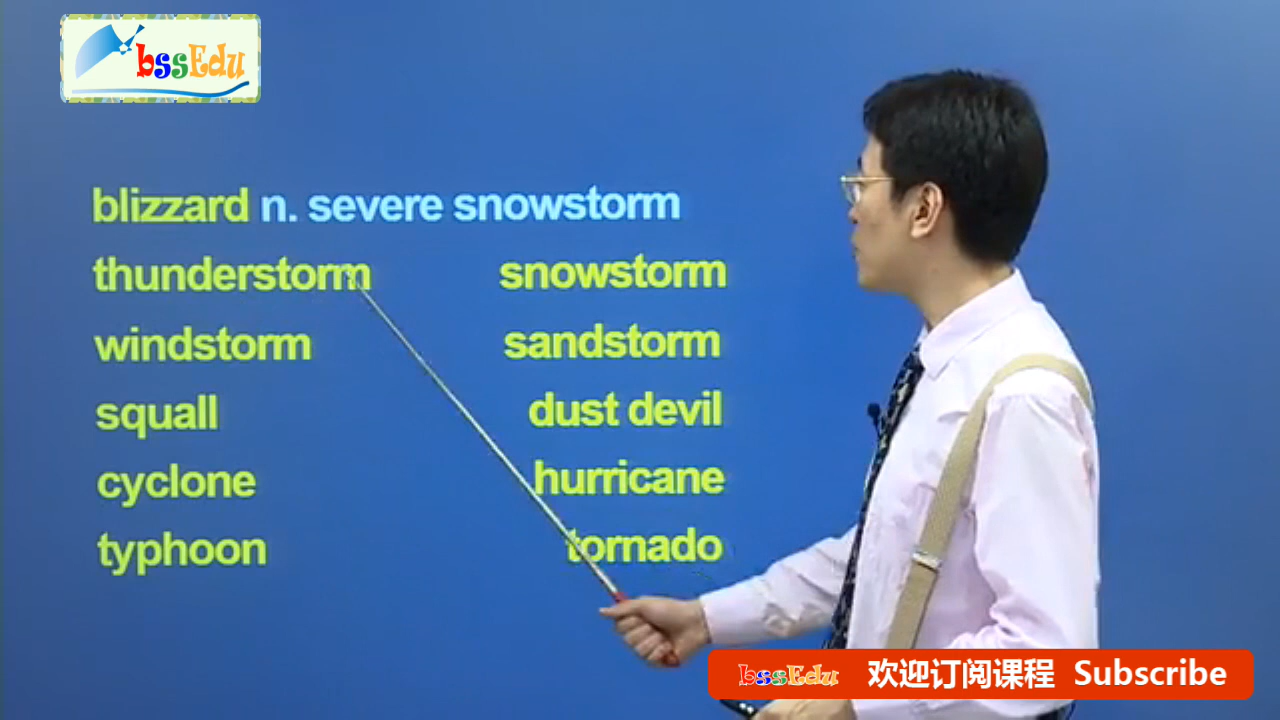 bssEdu
blizzard n. severe snowstorm
thunderstorm snowstorm
windstorm sandstorm
squall dust devil
cyclone hurricane
typhoon tornado
bssEdu 欢迎订阅课程 Subscribe